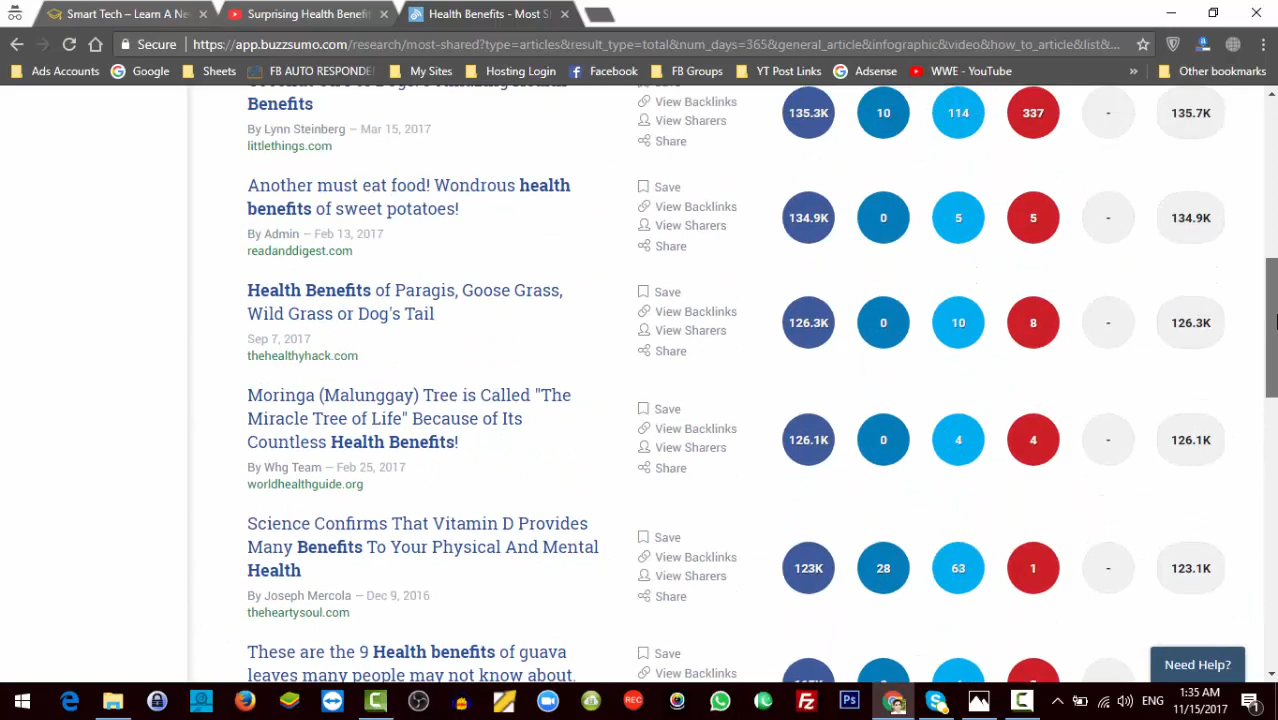 Smart Tech – Learn A Ne
Surprising Health Benefi
Health Benefits - Most S
Secure https://app.buzzsumo.com/research/most-shared?type=articles&result_type=total&num_days=365&general_article&infographic&video&how_to_article&list&...
Ads Accounts Google Sheets FB AUTO RESPONDE My Sites Hosting Login Facebook FB Groups YT Post Links Adsense WWE - YouTube » Other bookmarks
Benefits
View Backlinks
135.3K 10 114 337 - 135.7K
View Sharers
By Lynn Steinberg — Mar 15, 2017
Share
littlethings.com
Another must eat food! Wondrous health
benefits of sweet potatoes!
By Admin — Feb 13, 2017
readanddigest.com
Save
View Backlinks
View Sharers
Share
134.9K 0 5 5 - 134.9K
Health Benefits of Paragis, Goose Grass,
Wild Grass or Dog's Tail
Sep 7, 2017
thehealthyhack.com
Save
View Backlinks
View Sharers
Share
126.3K 0 10 8 - 126.3K
Moringa (Malunggay) Tree is Called "The
Miracle Tree of Life" Because of Its
Countless Health Benefits!
By Whg Team — Feb 25, 2017
worldhealthguide.org
Save
View Backlinks
View Sharers
Share
126.1K 0 4 4 - 126.1K
Science Confirms That Vitamin D Provides
Many Benefits To Your Physical And Mental
Health
By Joseph Mercola — Dec 9, 2016
theheartysoul.com
Save
View Backlinks
View Sharers
Share
123K 28 63 1 - 123.1K
These are the 9 Health benefits of guava
leaves many people may not know about.
Save
View Backlinks
Need Help?
REC
Ps
ENG
1:35 AM
11/15/2017
1